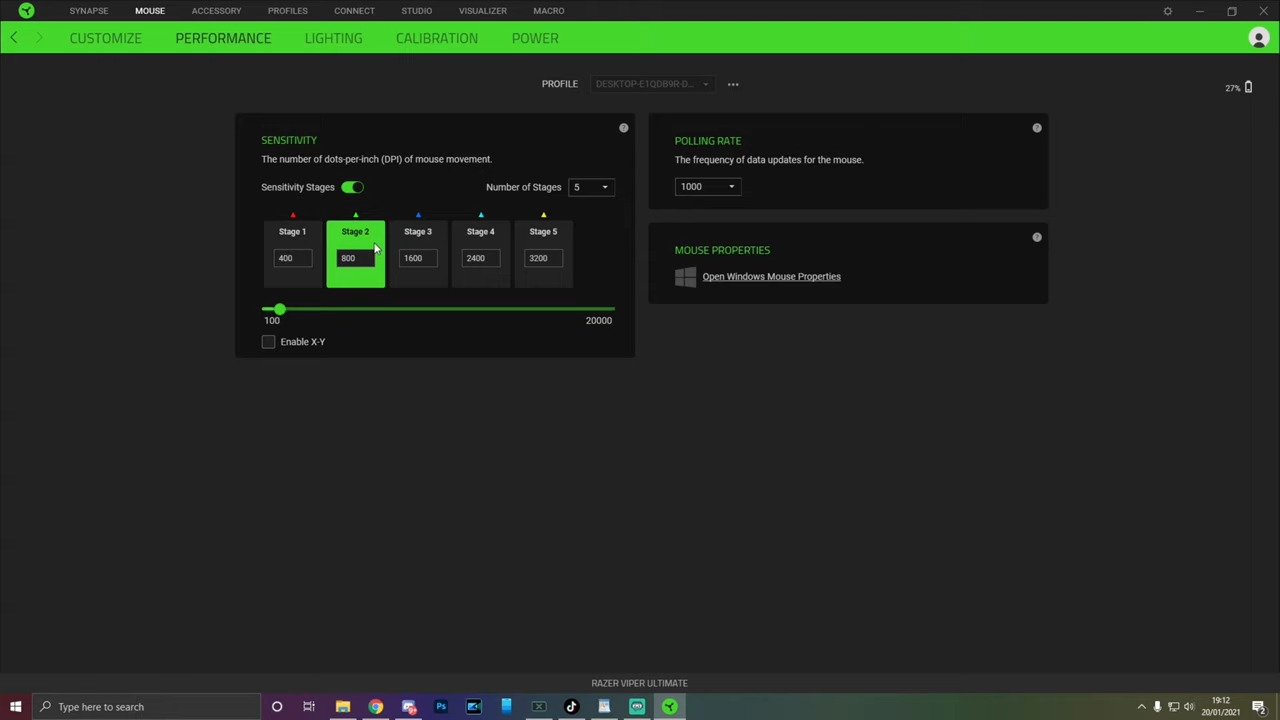 SYNAPSE MOUSE ACCESSORY PROFILES CONNECT STUDIO VISUALIZER MACRO
CUSTOMIZE PERFORMANCE LIGHTING CALIBRATION POWER
PROFILE DESKTOP-E1QDB9R-D...
27%
SENSITIVITY
The number of dots-per-inch (DPI) of mouse movement.
Sensitivity Stages Number of Stages 5
Stage 1 Stage 2 Stage 3 Stage 4 Stage 5
400 800 1600 2400 3200
100 20000
Enable X-Y
POLLING RATE
The frequency of data updates for the mouse.
1000
MOUSE PROPERTIES
Open Windows Mouse Properties
RAZER VIPER ULTIMATE
Type here to search
Ps
19:12
20/01/2021
2